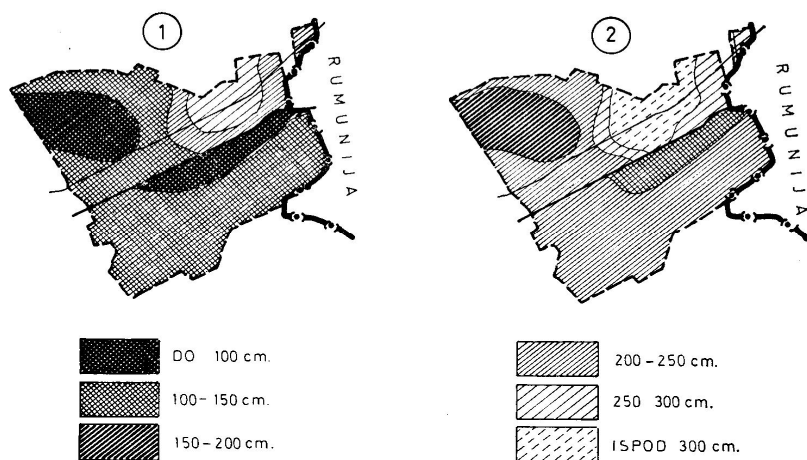 1
RUMUNIJA
2
RUMUNIJA
DO 100 cm.
100-150 cm.
150-200 cm.
200-250 cm.
250 300 cm.
ISPOD 300 cm.